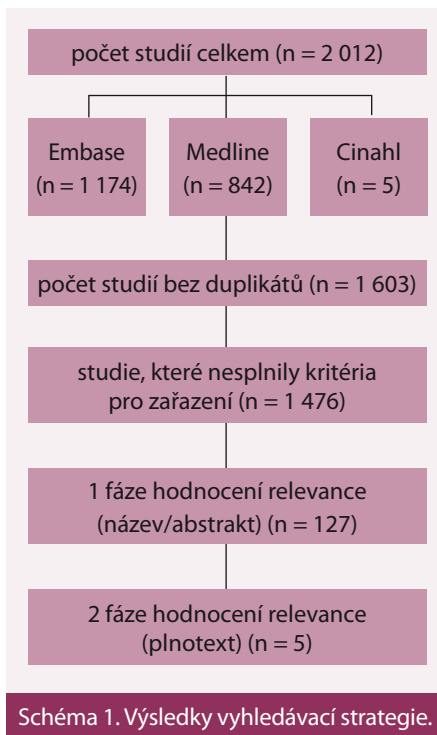 počet studií celkem (n = 2 012)
Embase
(n = 1 174)
Medline
(n = 842)
Cinahl
(n = 5)
počet studií bez duplikátů (n = 1 603)
studie, které nesplnily kritéria
pro zařazení (n = 1 476)
1 fáze hodnocení relevance
(název/abstrakt) (n = 127)
2 fáze hodnocení relevance
(plnotext) (n = 5)
Schéma 1. Výsledky vyhledávací strategie.